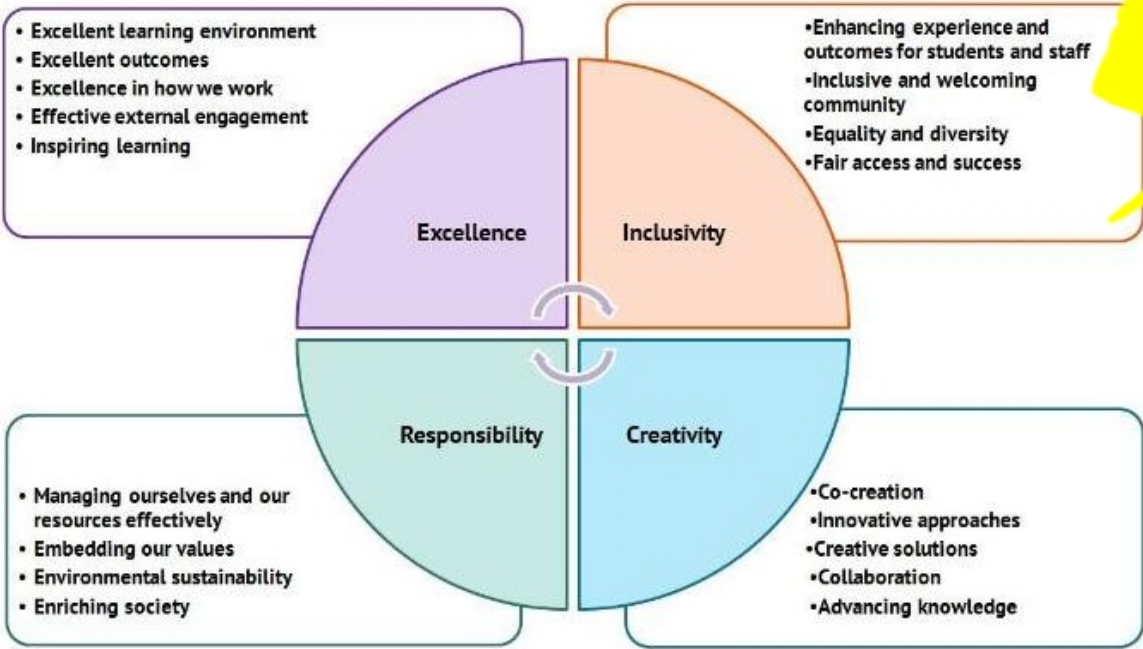 • Excellent learning environment
• Excellent outcomes
• Excellence in how we work
• Effective external engagement
• Inspiring learning
•Enhancing experience and
outcomes for students and staff
•Inclusive and welcoming
community
•Equality and diversity
•Fair access and success
Excellence
Inclusivity
Responsibility
Creativity
• Managing ourselves and our
resources effectively
• Embedding our values
• Environmental sustainability
• Enriching society
•Co-creation
•Innovative approaches
•Creative solutions
•Collaboration
•Advancing knowledge